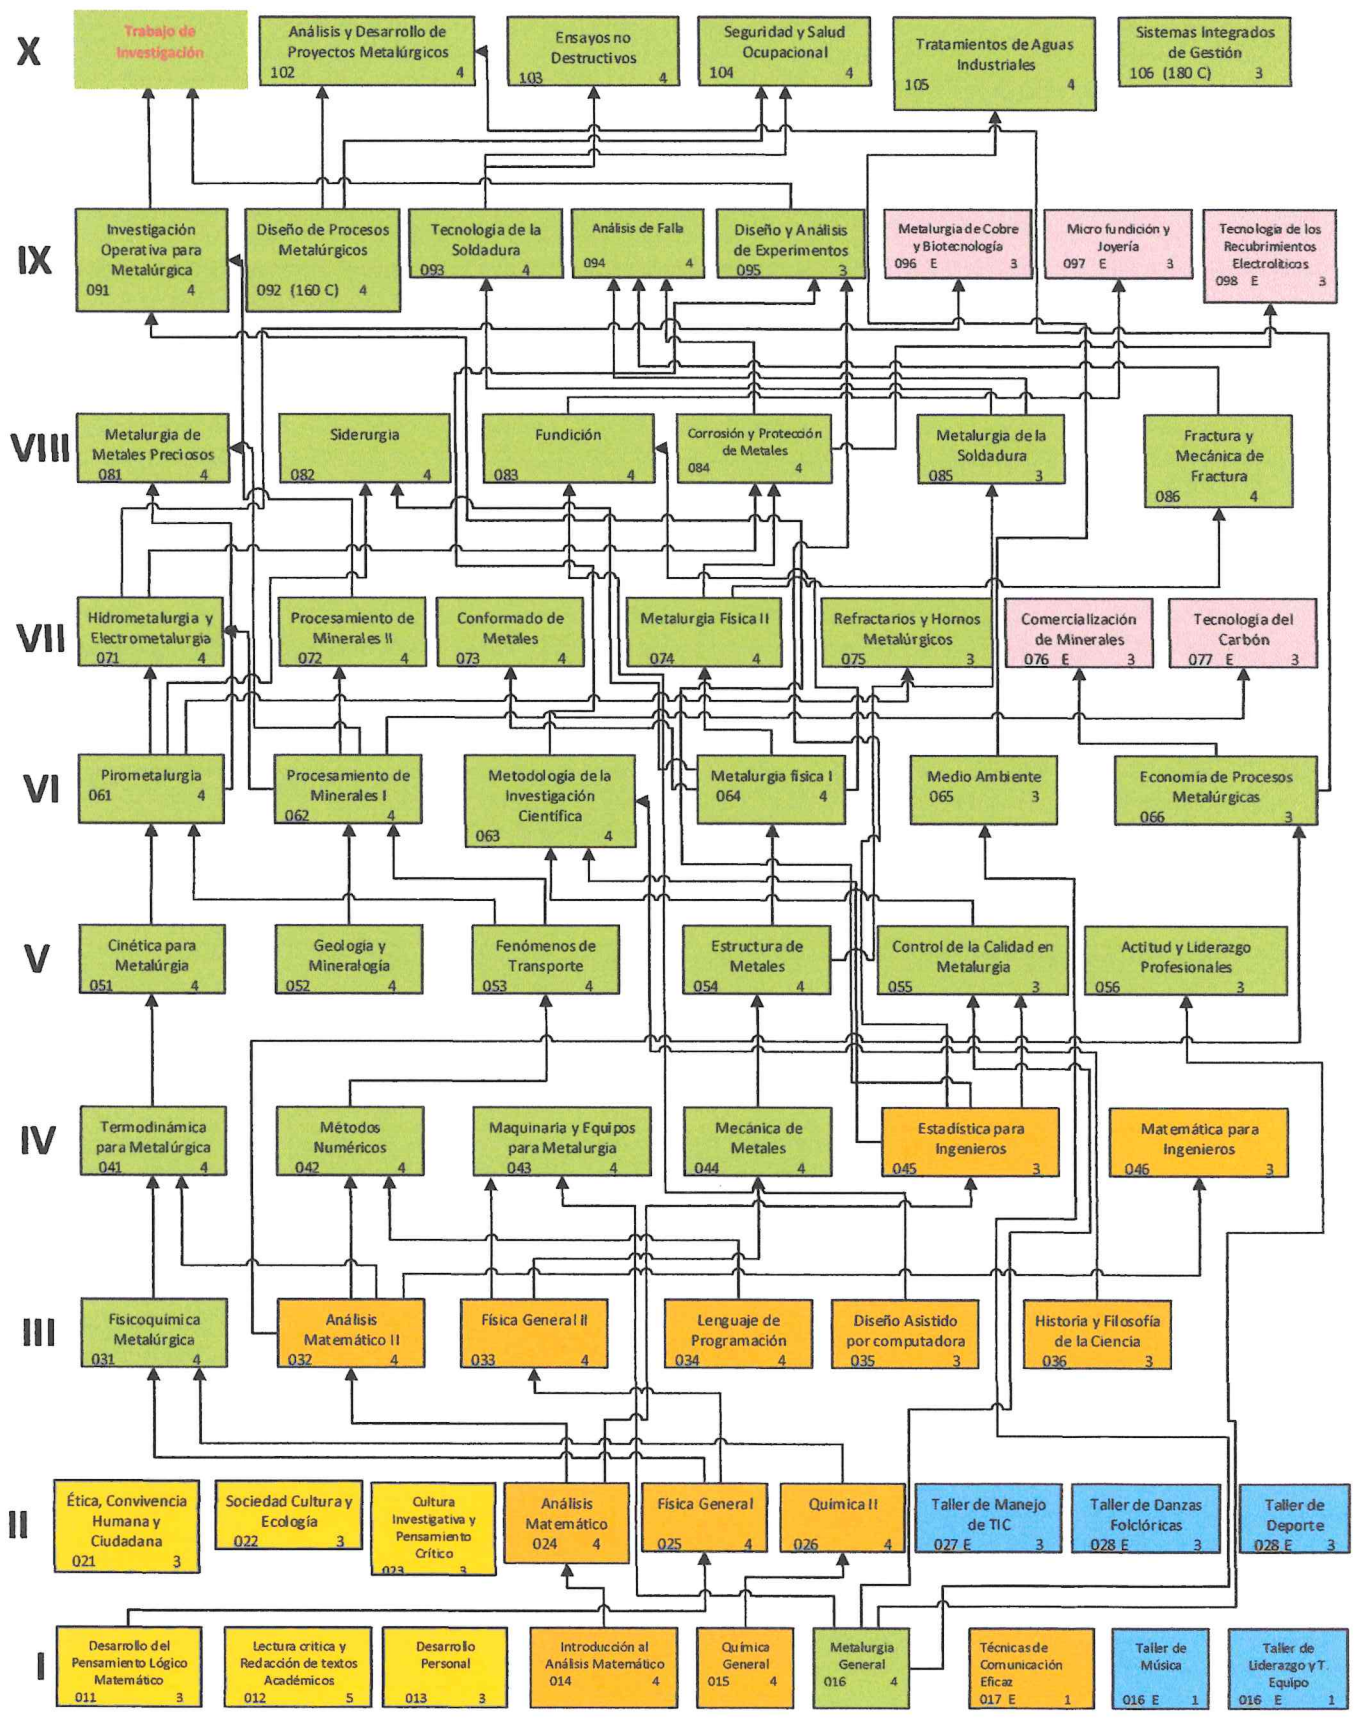 X
Trabajo de
Investigación
Análisis y Desarrollo de
Proyectos Metalúrgicos
102 4
Ensayos no
Destructivos
103 4
Seguridad y Salud
Ocupacional
104 4
Tratamientos de Aguas
Industriales
105 4
Sistemas Integrados
de Gestión
106 (180 C) 3
IX
Investigación
Operativa para
Metalúrgica
091 4
Diseño de Procesos
Metalúrgicos
092 (160 C) 4
Tecnología de la
Soldadura
093 4
Análisis de Falla
094 4
Diseño y Análisis
de Experimentos
095 3
Metalurgia de Cobre
y Biotecnología
096 E 3
Micro fundición y
Joyería
097 E 3
Tecnología de los
Recubrimientos
Electrolíticos
098 E 3
VIII
Metalurgia de
Metales Preciosos
081 4
Siderurgia
082 4
Fundición
083 4
Corrosión y Protección
de Metales
084 4
Metalurgia de la
Soldadura
085 3
Fractura y
Mecánica de
Fractura
086 4
VII
Hidrometalurgia y
Electrometalurgia
071 4
Procesamiento de
Minerales II
072 4
Conformado de
Metales
073 4
Metalurgia Física II
074 4
Refractarios y Hornos
Metalúrgicos
075 3
Comercialización
de Minerales
076 E 3
Tecnología del
Carbón
077 E 3
VI
Pirometalurgia
061 4
Procesamiento de
Minerales I
062 4
Metodología de la
Investigación
Científica
063 4
Metalurgia física I
064 4
Medio Ambiente
065 3
Economía de Procesos
Metalúrgicas
066 3
V
Cinética para
Metalúrgia
051 4
Geología y
Mineralogía
052 4
Fenómenos de
Transporte
053 4
Estructura de
Metales
054 4
Control de la Calidad en
Metalurgia
055 3
Actitud y Liderazgo
Profesionales
056 3
IV
Termodinámica
para Metalúrgica
041 4
Métodos
Numéricos
042 4
Maquinaria y Equipos
para Metalurgia
043 4
Mecánica de
Metales
044 4
Estadística para
Ingenieros
045 3
Matemática para
Ingenieros
046 3
III
Fisicoquímica
Metalúrgica
031 4
Análisis
Matemático II
032 4
Física General II
033 4
Lenguaje de
Programación
034 4
Diseño Asistido
por computadora
035 3
Historia y Filosofía
de la Ciencia
036 3
II
Ética, Convivencia
Humana y
Ciudadana
021 3
Sociedad Cultura y
Ecología
022 3
Cultura
Investigativa y
Pensamiento
Crítico
023 3
Análisis
Matemático
024 4
Física General
025 4
Química II
026 4
Taller de Manejo
de TIC
027 E 3
Taller de Danzas
Folclóricas
028 E 3
Taller de
Deporte
028 E 3
I
Desarrollo del
Pensamiento Lógico
Matemático
011 3
Lectura critica y
Redacción de textos
Académicos
012 5
Desarrollo
Personal
013 3
Introducción al
Análisis Matemático
014 4
Química
General
015 4
Metalurgia
General
016 4
Técnicas de
Comunicación
Eficaz
017 E 1
Taller de
Música
016 E 1
Taller de
Liderazgo y T.
Equipo
016 E 1